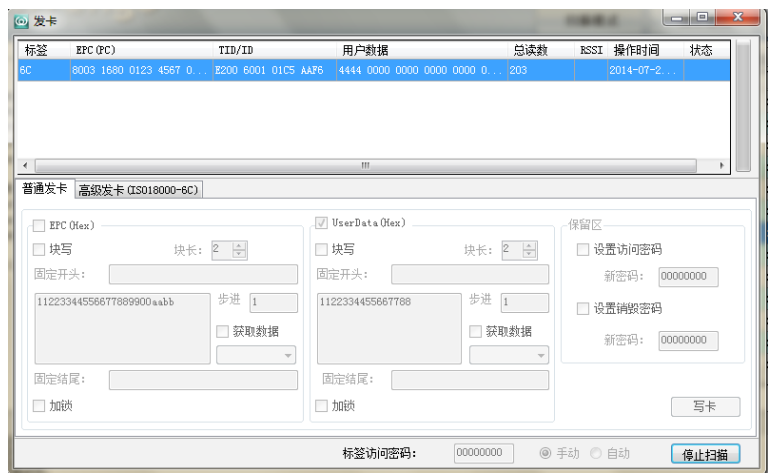 发卡
标签 EPC(PC) TID/ID 用户数据 总读数 RSSI 操作时间 状态
6C 8003 1680 0123 4567 0... E200 6001 01C5 AAF6 4444 0000 0000 0000 0000 0... 203 2014-07-2...
普通发卡 高级发卡(ISO18000-6C)
EPC(Hex) UserData(Hex) 保留区
块写 块长: 2 块写 块长: 2 设置访问密码
固定开头: 固定开头: 新密码: 00000000
11223344556677889900aabb 步进 1 1122334455667788 步进 1 设置销毁密码
获取数据 获取数据 新密码: 00000000
固定结尾: 固定结尾:
加锁 加锁 写卡
标签访问密码: 00000000 手动 自动 停止扫描